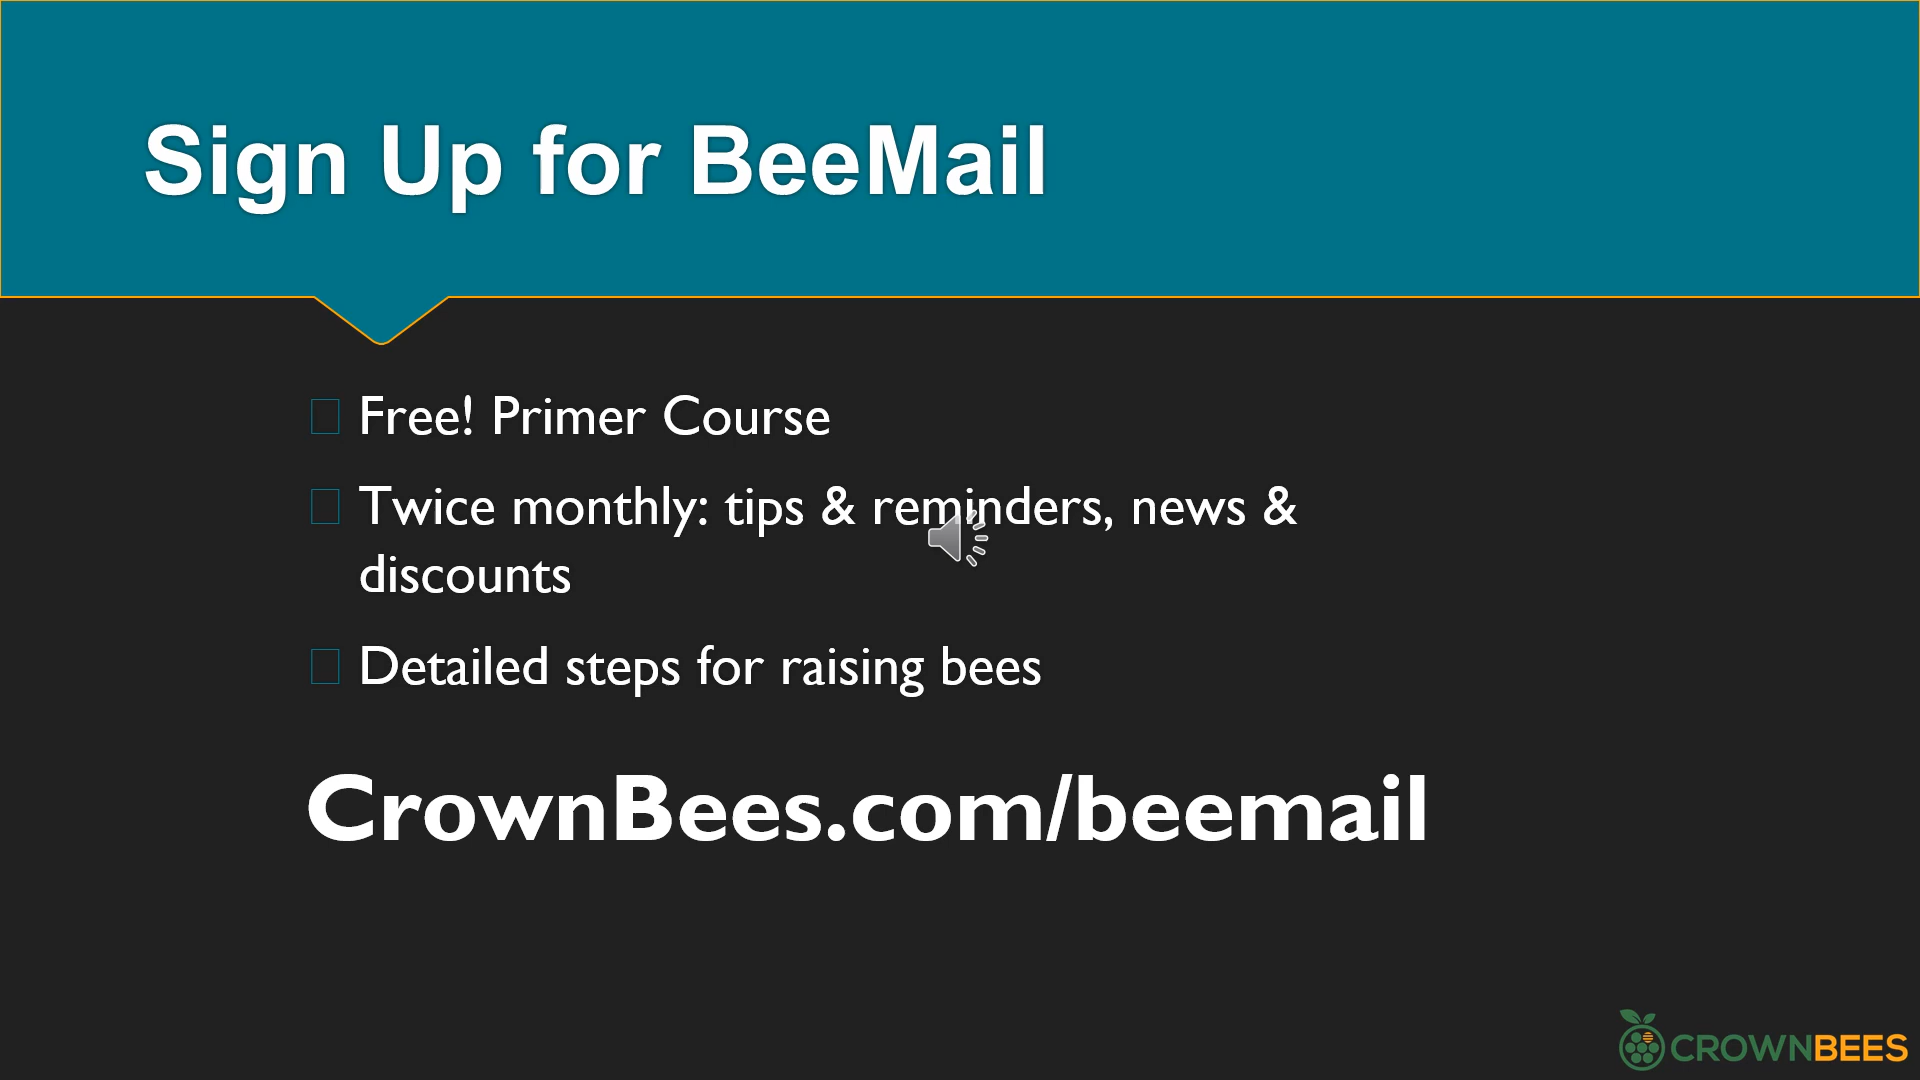 Sign Up for BeeMail
Free! Primer Course
Twice monthly: tips & reminders, news &
discounts
Detailed steps for raising bees
CrownBees.com/beemail
CROWNBEES